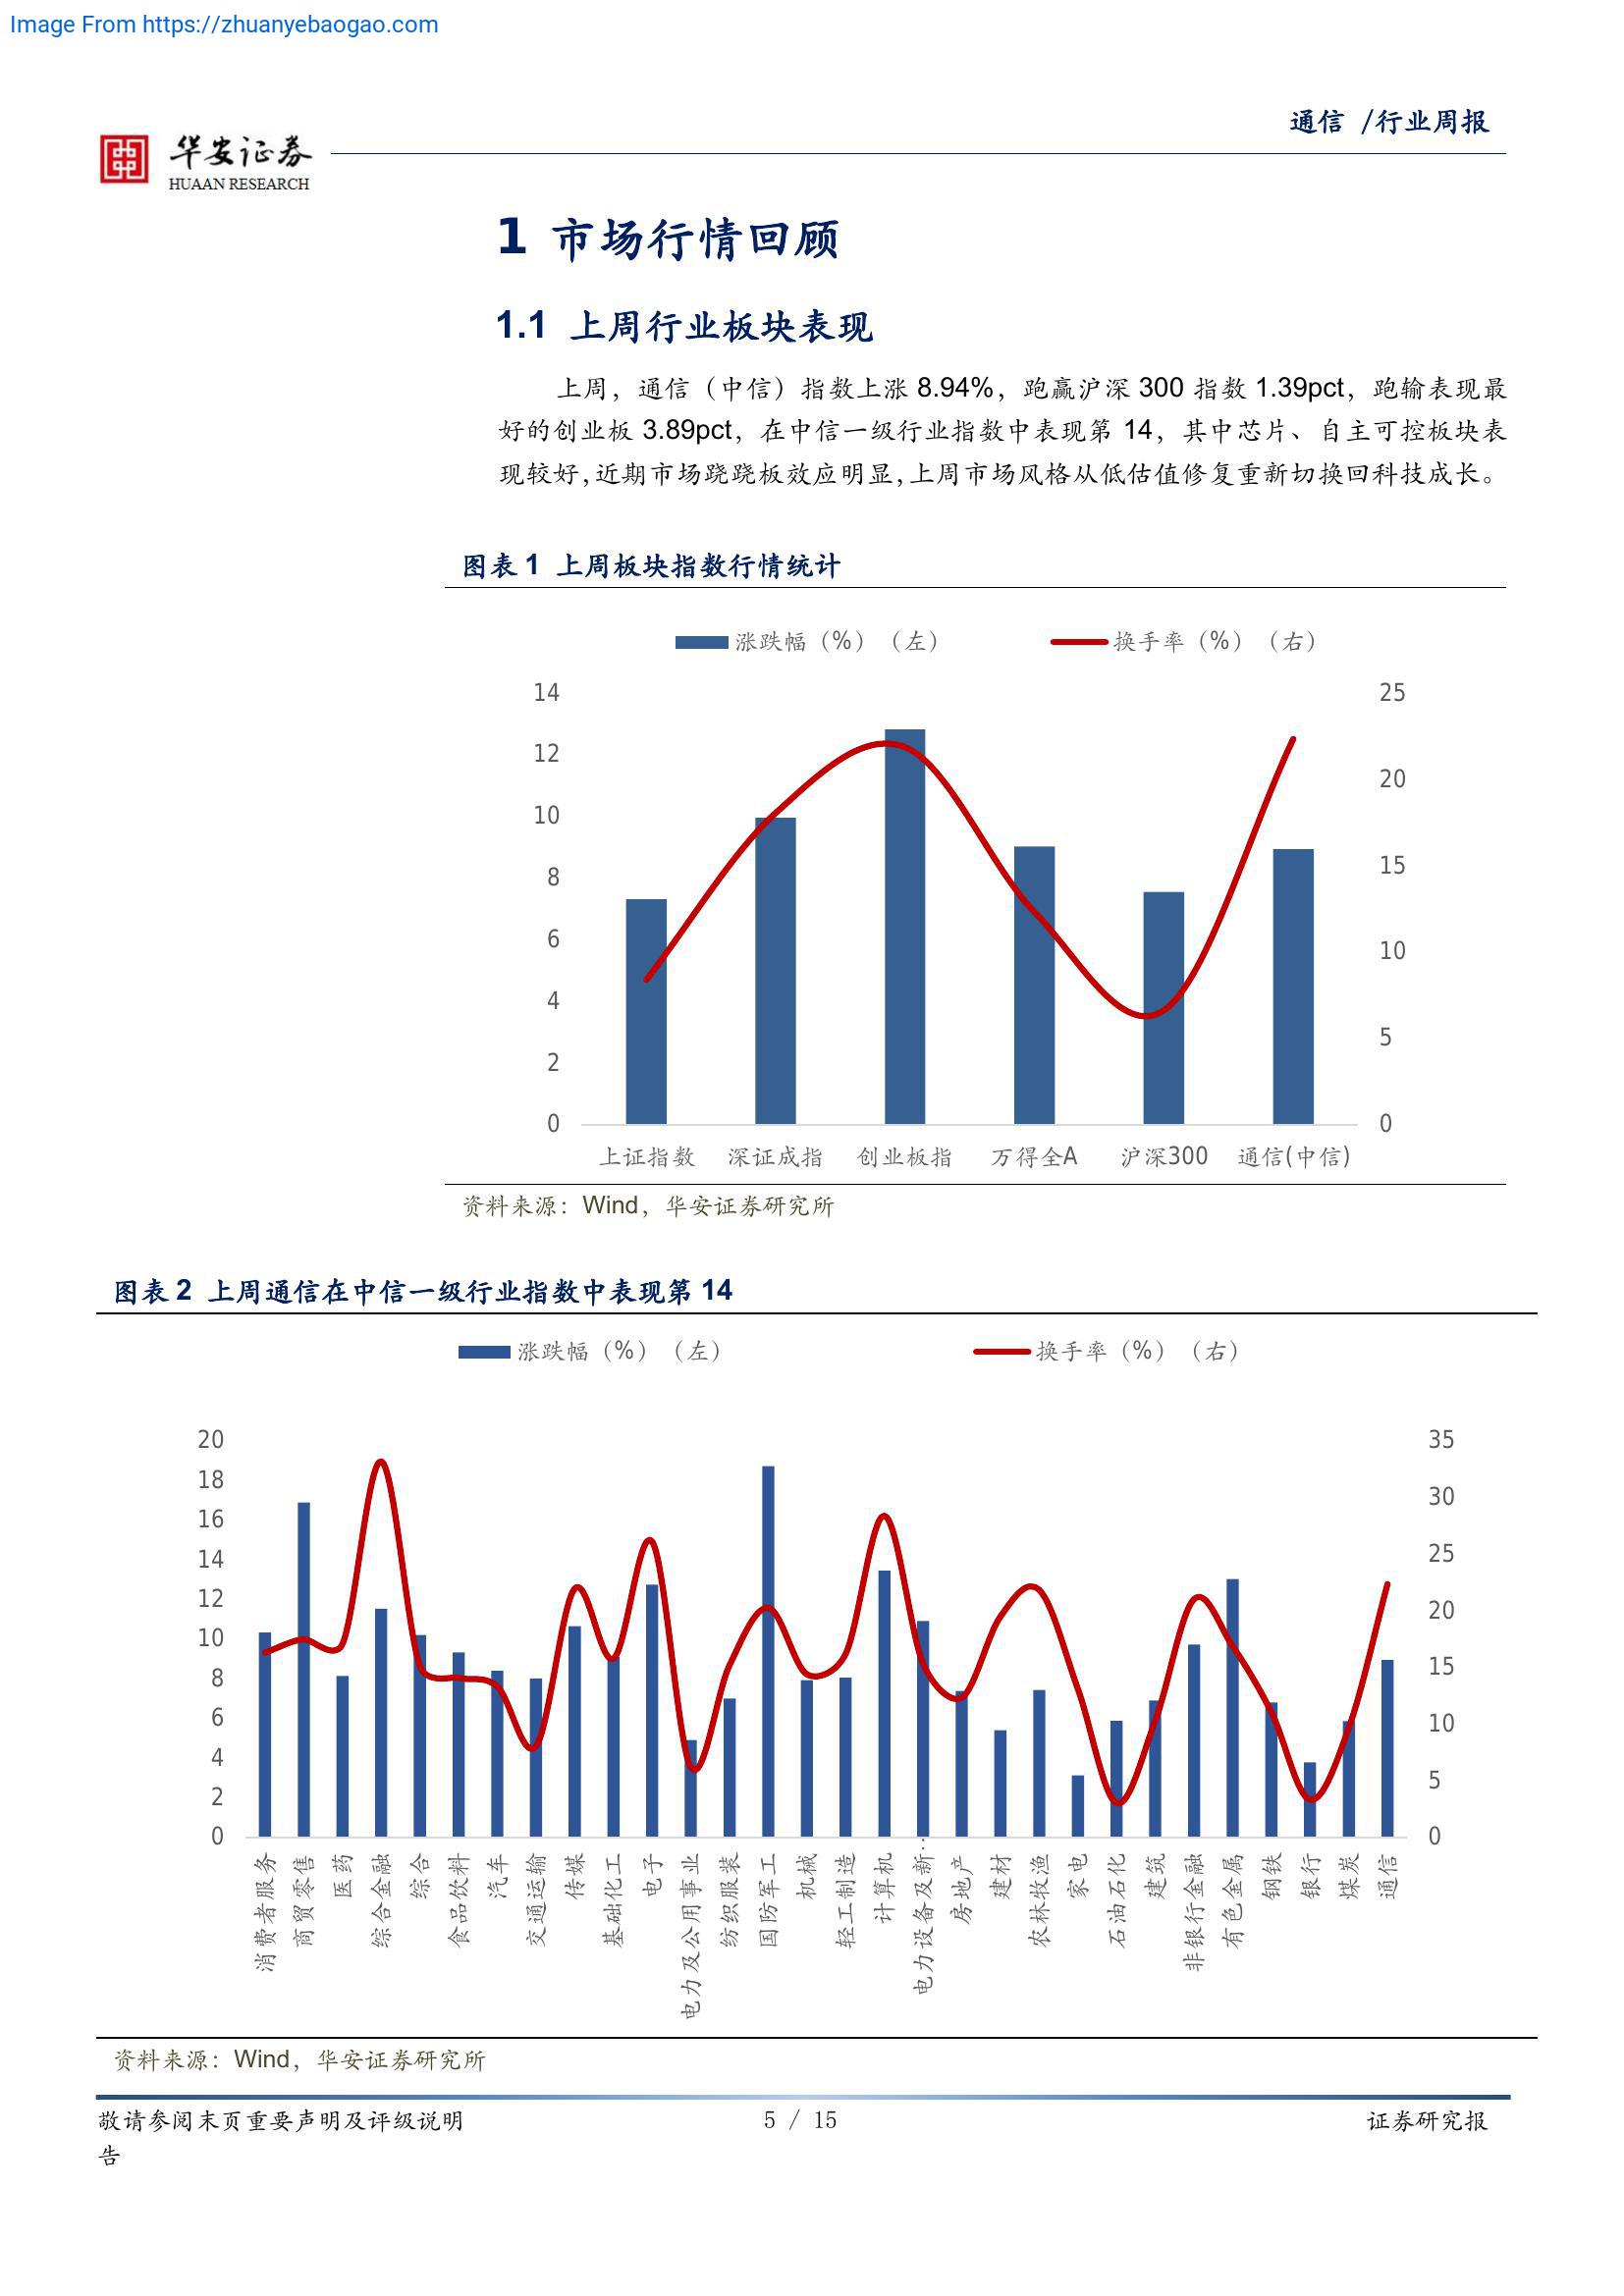 Image From https://zhuanyebaogao.com
通信 /行业周报
华安证券
HUAAN RESEARCH
1 市场行情回顾
1.1 上周行业板块表现
上周，通信（中信）指数上涨 8.94%，跑赢沪深 300 指数 1.39pct，跑输表现最
好的创业板 3.89pct，在中信一级行业指数中表现第 14，其中芯片、自主可控板块表
现较好，近期市场跷跷板效应明显，上周市场风格从低估值修复重新切换回科技成长。
图表 1 上周板块指数行情统计
涨跌幅（%）（左） 换手率（%）（右）
14 25
12
20
10
15
8
6
10
4
5
2
0 0
上证指数 深证成指 创业板指 万得全A 沪深300 通信(中信)
资料来源：Wind，华安证券研究所
图表 2 上周通信在中信一级行业指数中表现第 14
涨跌幅（%）（左） 换手率（%）（右）
20 35
18
30
16
14 25
12
20
10
8 15
6
10
4
5
2
0 0
消费者服务
商贸零售
医药
综合金融
综合
食品饮料
汽车
交通运输
传媒
基础化工
电子
电力及公用事业
纺织服装
国防军工
机械
轻工制造
计算机
电力设备及新…
房地产
建材
农林牧渔
家电
石油石化
建筑
非银行金融
有色金属
钢铁
银行
煤炭
通信
资料来源：Wind，华安证券研究所
敬请参阅末页重要声明及评级说明 5 / 15 证券研究报
告